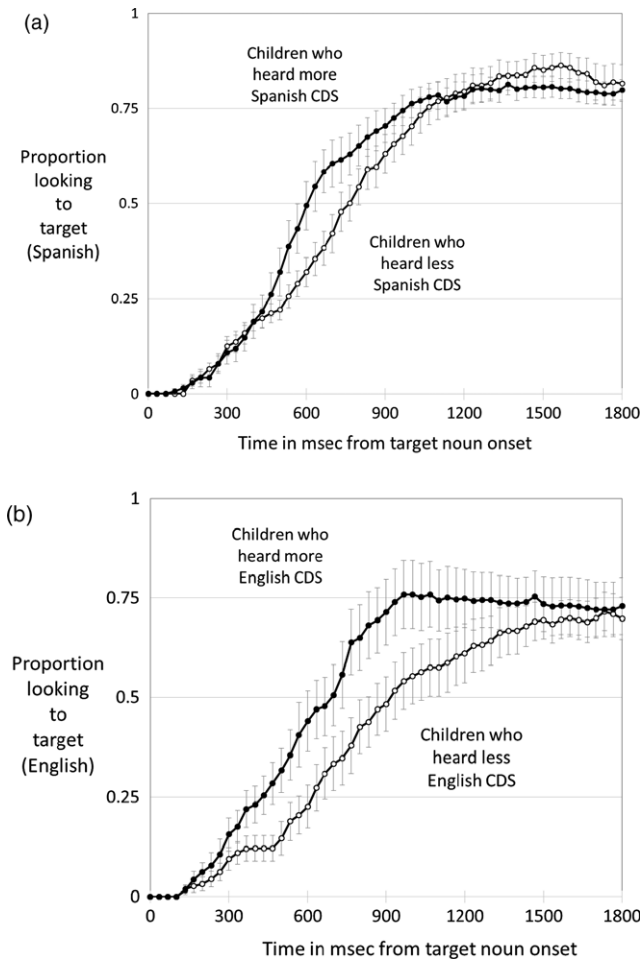 (a)
1
0.75
0.5
0.25
0
Children who
heard more
Spanish CDS
Proportion
looking
to
target
(Spanish)
Children who
heard less
Spanish CDS
0 300 600 900 1200 1500 1800
Time in msec from target noun onset
(b)
1
0.75
0.5
0.25
0
Children who
heard more
English CDS
Proportion
looking
to
target
(English)
Children who
heard less
English CDS
0 300 600 900 1200 1500 1800
Time in msec from target noun onset